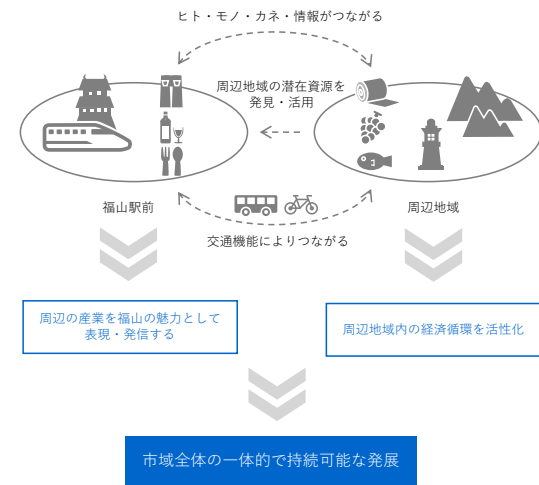 ヒト・モノ・カネ・情報がつながる
周辺地域の潜在資源を
発見・活用
福山駅前
周辺地域
交通機能によりつながる
周辺の産業を福山の魅力として
表現・発信する
周辺地域内の経済循環を活性化
市域全体の一体的で持続可能な発展